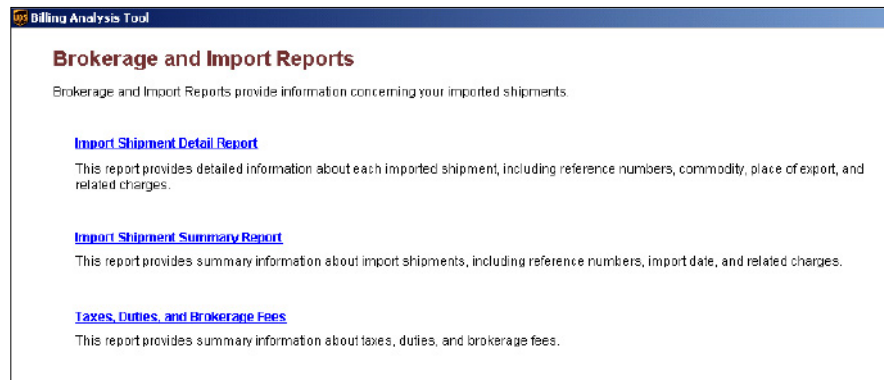 ups Billing Analysis Tool
Brokerage and Import Reports
Brokerage and Import Reports provide information concerning your imported shipments.
Import Shipment Detail Report
This report provides detailed information about each imported shipment, including reference numbers, commodity, place of export, and
related charges.
Import Shipment Summary Report
This report provides summary information about import shipments, including reference numbers, import date, and related charges.
Taxes, Duties, and Brokerage Fees
This report provides summary information about taxes, duties, and brokerage fees.